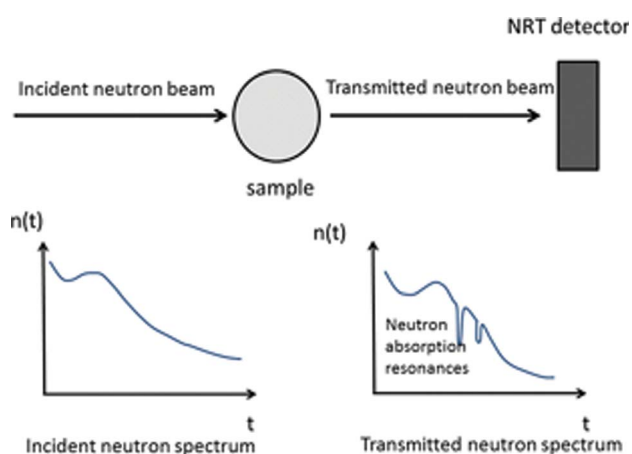 NRT detector
Incident neutron beam
Transmitted neutron beam
sample
n(t)
n(t)
Neutron
absorption
resonances
t
t
Incident neutron spectrum
Transmitted neutron spectrum